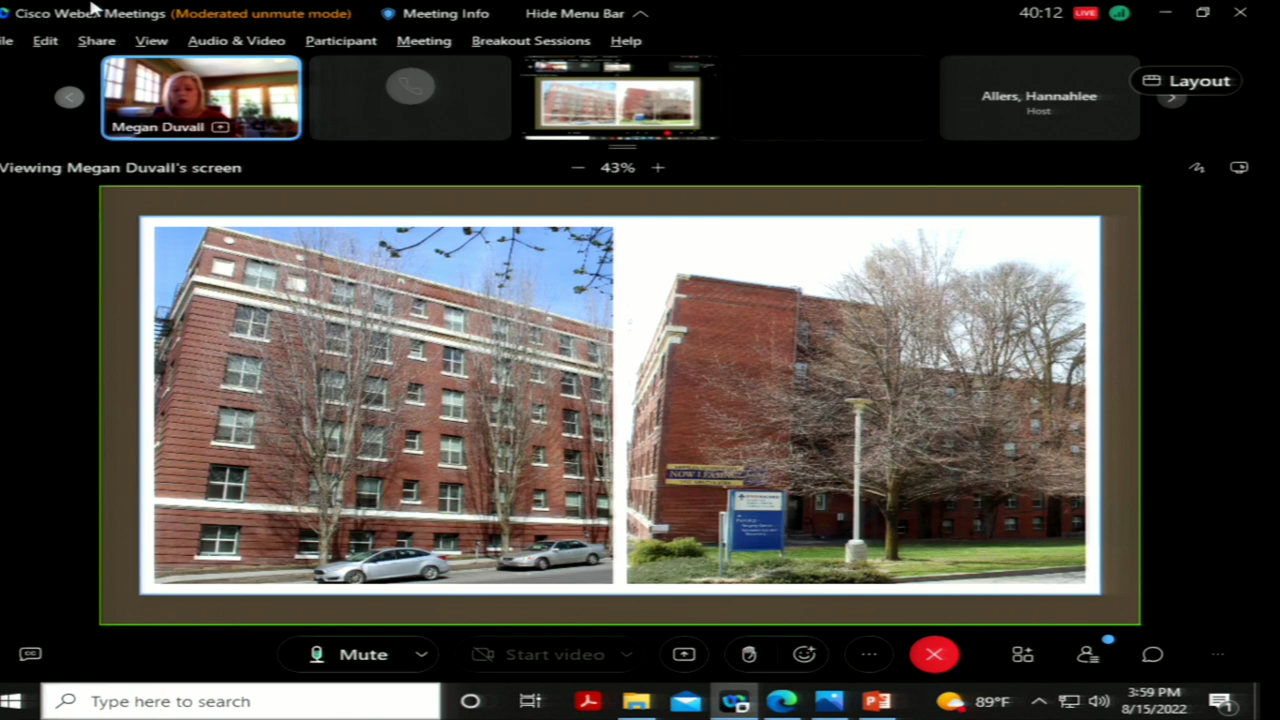 Cisco Webex Meetings (Moderated unmute mode) Meeting Info Hide Menu Bar 40:12 LIVE
Edit Share View Audio & Video Participant Meeting Breakout Sessions Help
Layout
Allers, Hannahlee
Host
Megan Duvall
Viewing Megan Duvall's screen 43%
NOW LEASING
CC Mute Start video
Type here to search 89°F 3:59 PM
8/15/2022 1